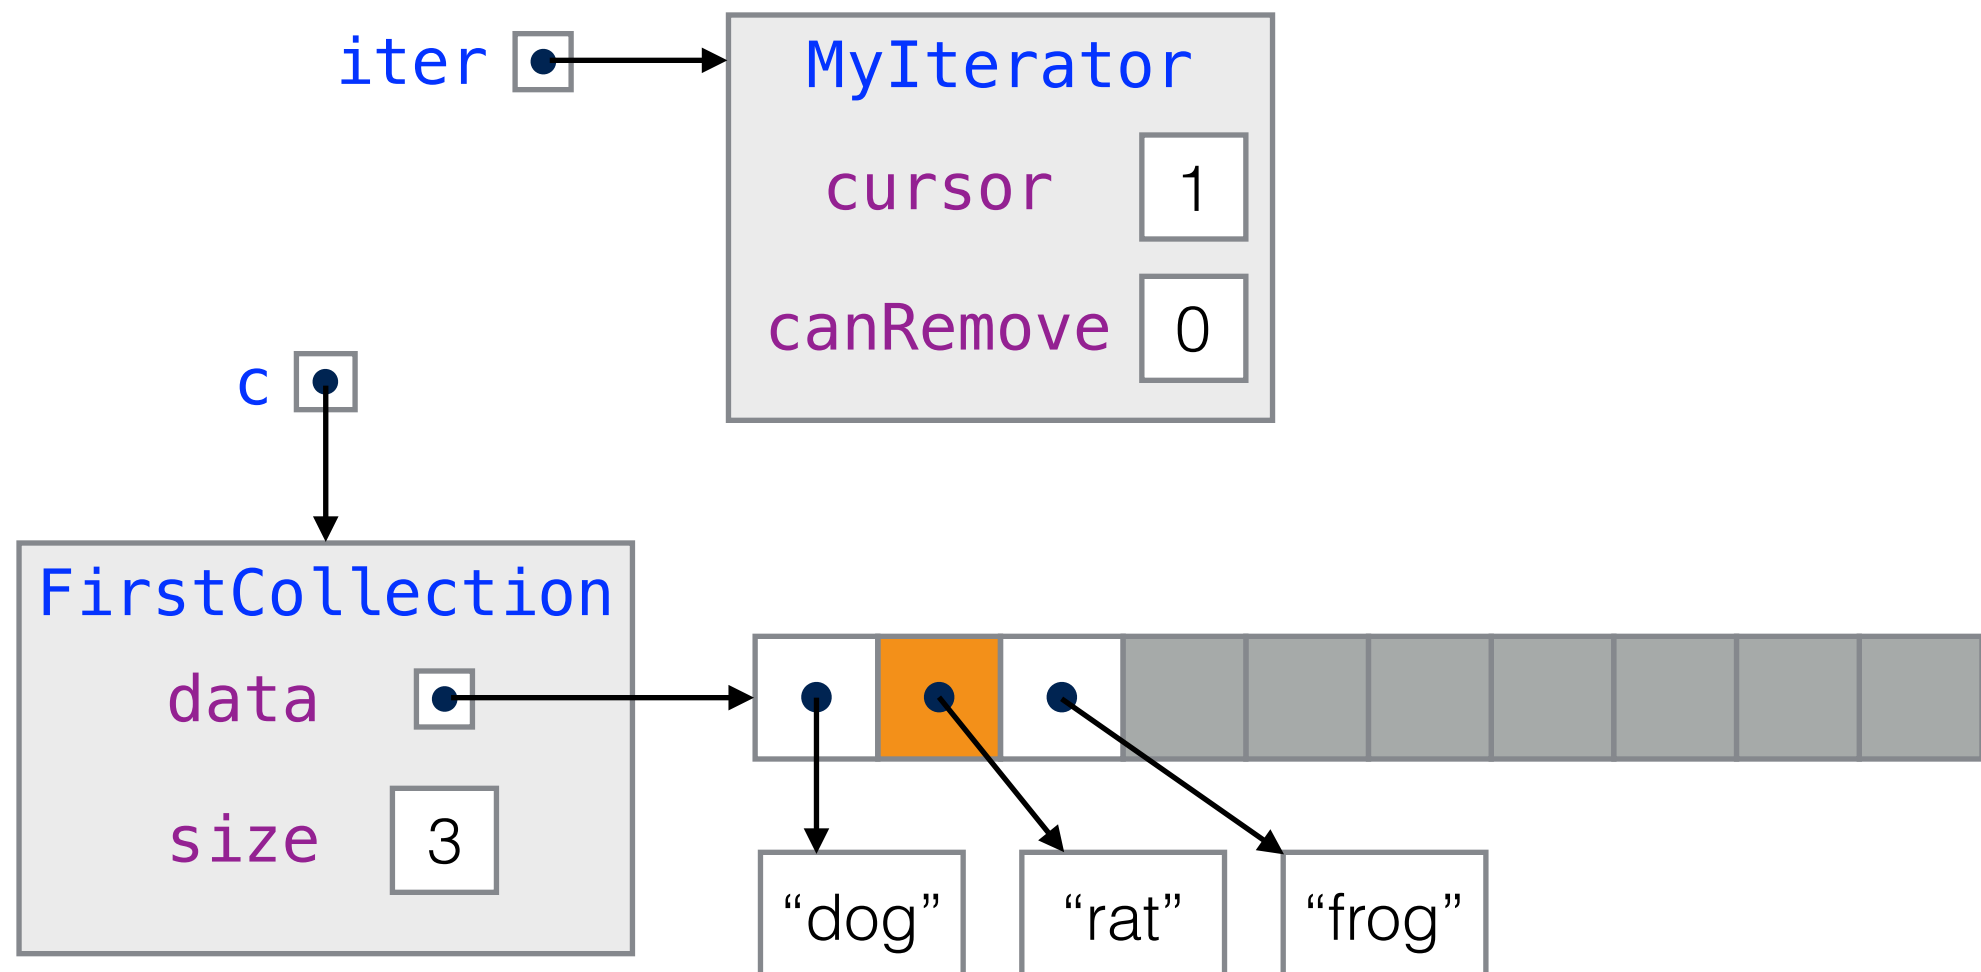 iter
MyIterator
cursor 1
canRemove 0
c
FirstCollection
data
size 3
“dog” “rat” “frog”